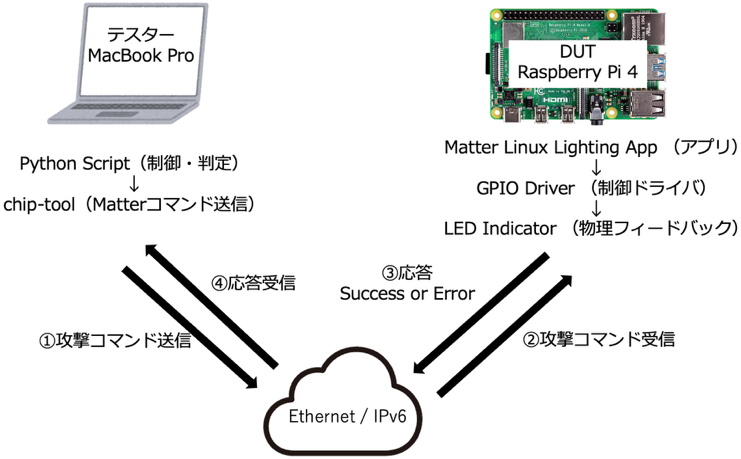 テスター
MacBook Pro
DUT
Raspberry Pi 4
HDMI
Python Script（制御・判定）
↓
chip-tool（Matterコマンド送信）
Matter Linux Lighting App （アプリ）
↓
GPIO Driver （制御ドライバ）
↓
LED Indicator （物理フィードバック）
①攻撃コマンド送信
④応答受信
③応答
Success or Error
②攻撃コマンド受信
Ethernet / IPv6